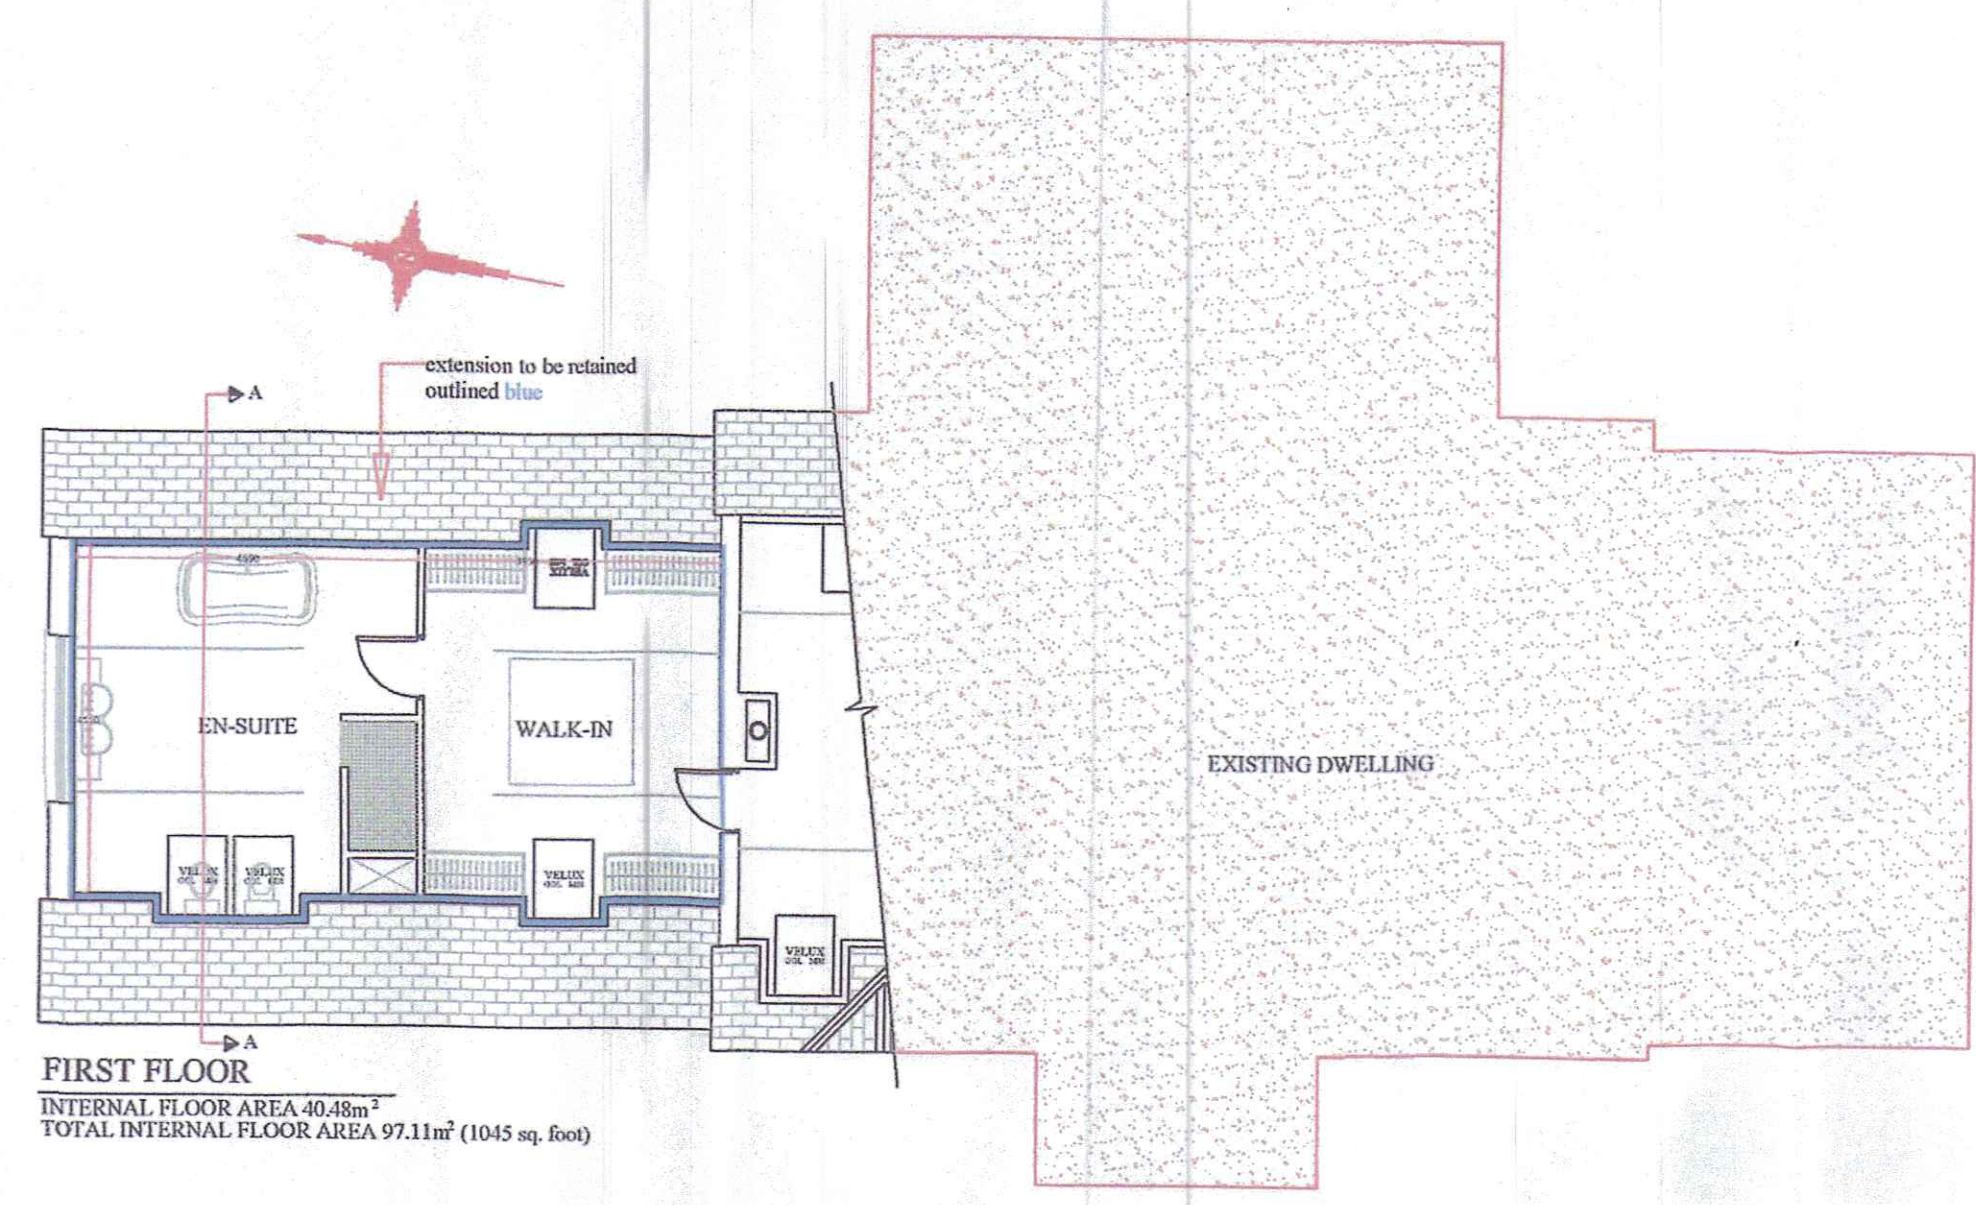 extension to be retained
outlined blue
A
4590
VELUX
EN-SUITE
WALK-IN
EXISTING DWELLING
VELUX
VELUX
VELUX
VELUX
A
FIRST FLOOR
INTERNAL FLOOR AREA 40.48m²
TOTAL INTERNAL FLOOR AREA 97.11m² (1045 sq. foot)